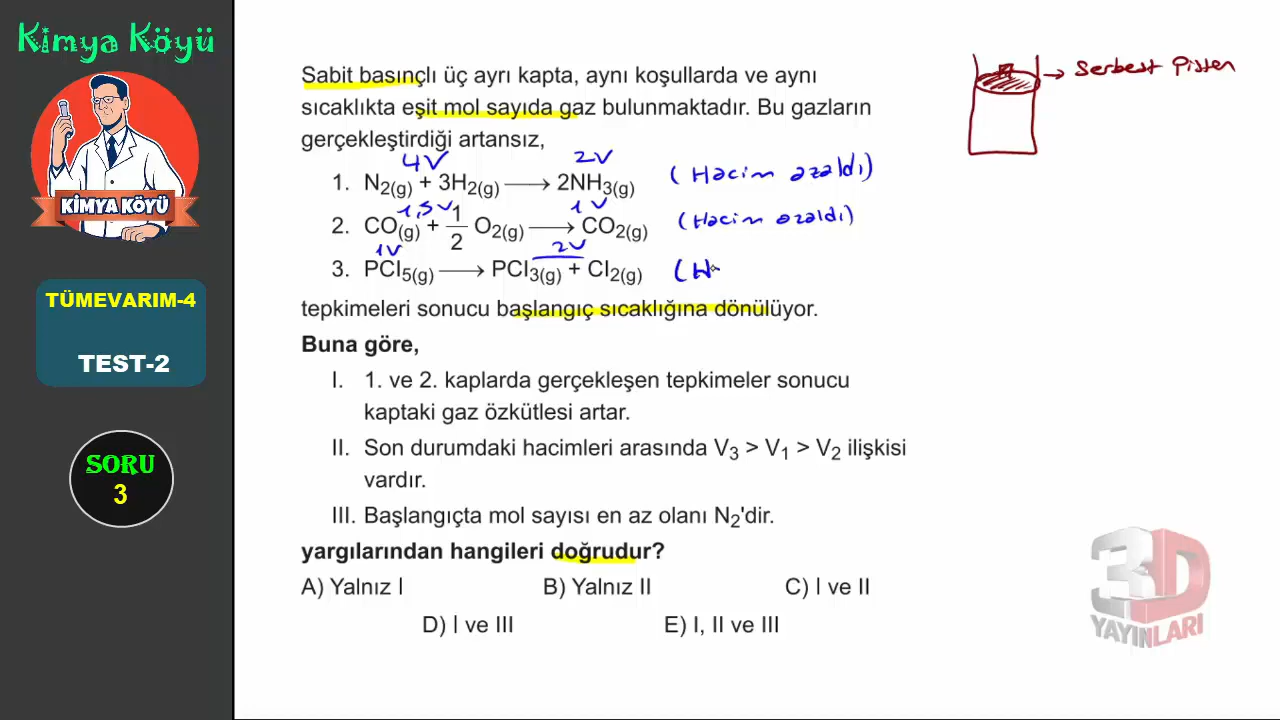 Kimya Köyü
KİMYA KÖYÜ
TÜMEVARIM-4
TEST-2
SORU
3
Serbest Piston
Sabit basınçlı üç ayrı kapta, aynı koşullarda ve aynı
sıcaklıkta eşit mol sayıda gaz bulunmaktadır. Bu gazların
gerçekleştirdiği artansız,
4V 2V
1. N2(g) + 3H2(g) ⟶ 2NH3(g) (Hacim azaldı)
1,5V 1V
2. CO(g) + 1/2 O2(g) ⟶ CO2(g) (Hacim azaldı)
1V 2V
3. PCI5(g) ⟶ PCI3(g) + CI2(g) (H
tepkimeleri sonucu başlangıç sıcaklığına dönülüyor.
Buna göre,
I. 1. ve 2. kaplarda gerçekleşen tepkimeler sonucu
kaptaki gaz özkütlesi artar.
II. Son durumdaki hacimleri arasında V3 > V1 > V2 ilişkisi
vardır.
III. Başlangıçta mol sayısı en az olanı N2'dir.
yargılarından hangileri doğrudur?
A) Yalnız I B) Yalnız II C) I ve II
D) I ve III E) I, II ve III
3D
YAYINLARI